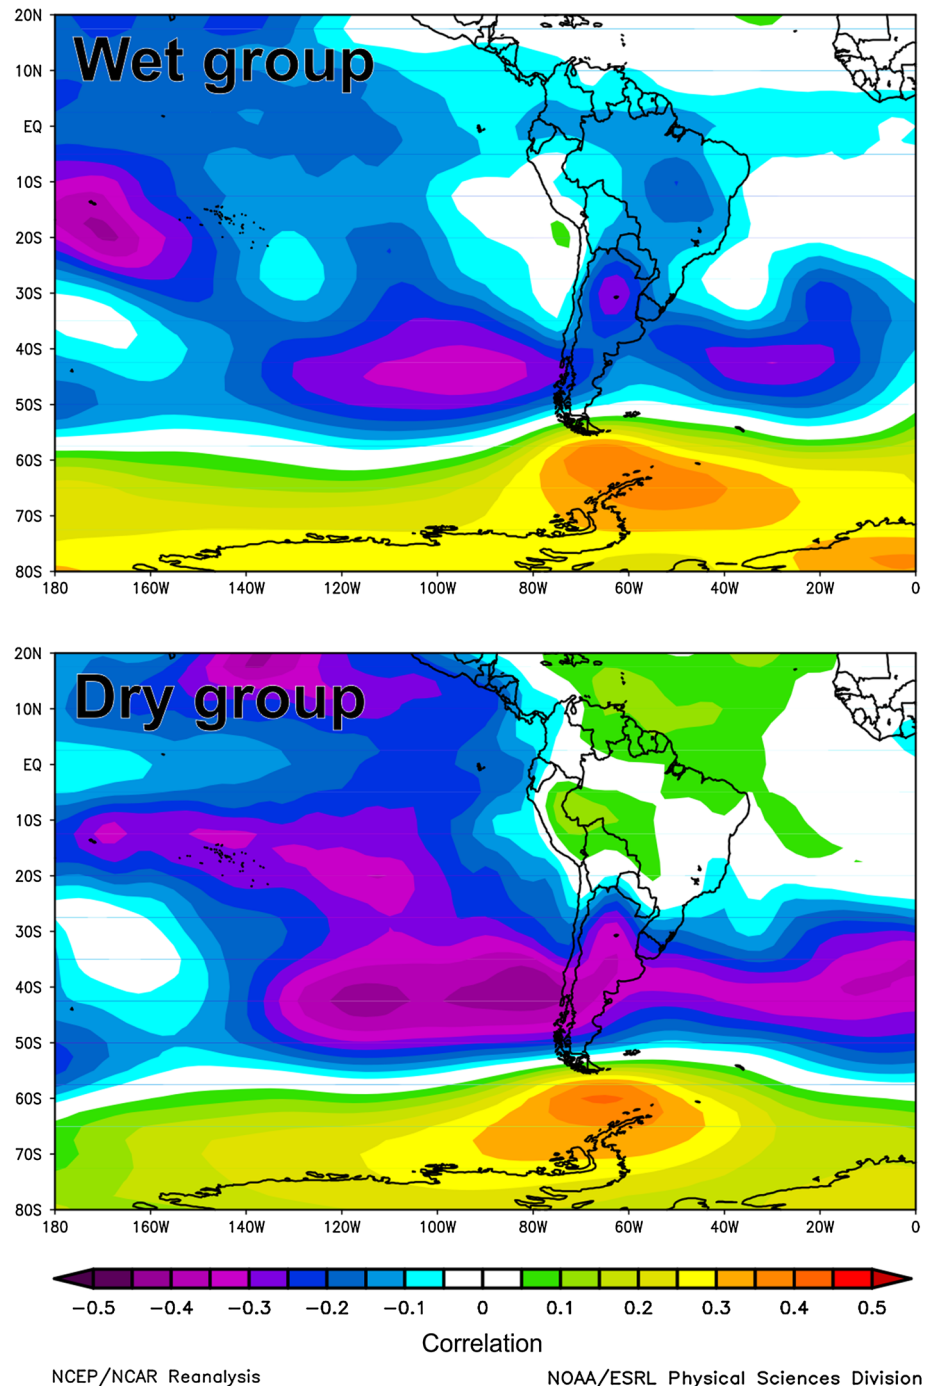 Wet group
20N
10N
EQ
10S
20S
30S
40S
50S
60S
70S
80S
180 160W 140W 120W 100W 80W 60W 40W 20W 0
Dry group
20N
10N
EQ
10S
20S
30S
40S
50S
60S
70S
80S
180 160W 140W 120W 100W 80W 60W 40W 20W 0
−0.5 −0.4 −0.3 −0.2 −0.1 0 0.1 0.2 0.3 0.4 0.5
Correlation
NCEP/NCAR Reanalysis NOAA/ESRL Physical Sciences Division